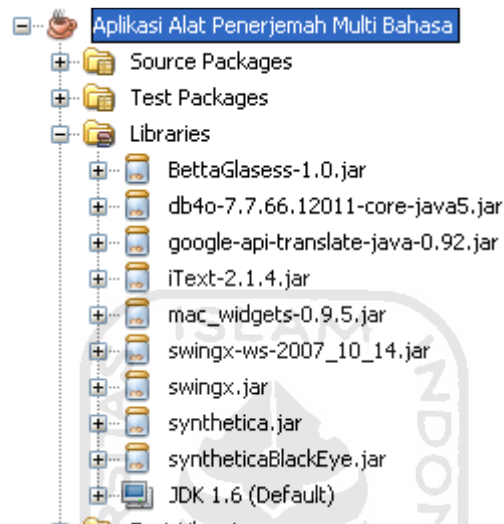 Aplikasi Alat Penerjemah Multi Bahasa
Source Packages
Test Packages
Libraries
BettaGlasess-1.0.jar
db4o-7.7.66.12011-core-java5.jar
google-api-translate-java-0.92.jar
iText-2.1.4.jar
mac_widgets-0.9.5.jar
swingx-ws-2007_10_14.jar
swingx.jar
synthetica.jar
syntheticaBlackEye.jar
JDK 1.6 (Default)
ISLAM